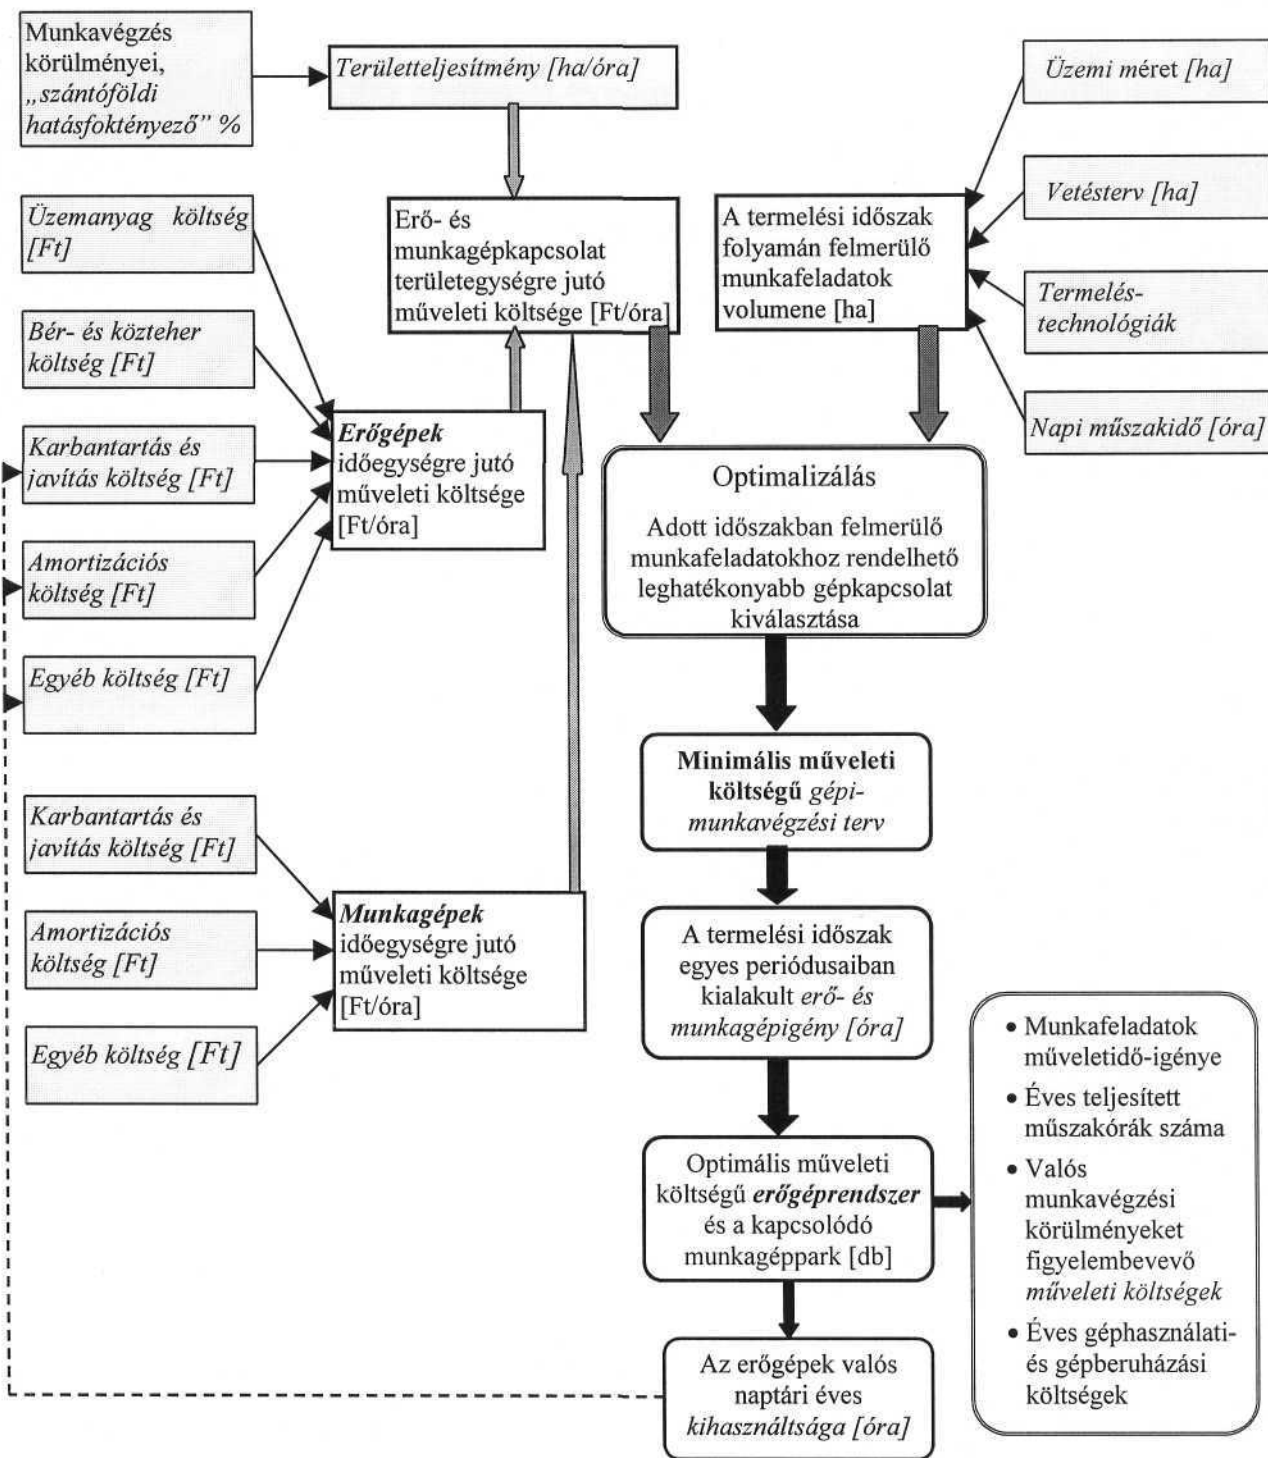 Munkavégzés
körülményei,
„szántóföldi
hatásfoktényező” %
Területteljesítmény [ha/óra]
Üzemi méret [ha]
Vetésterv [ha]
Termelés-
technológiák
Napi műszakidő [óra]
Üzemanyag költség
[Ft]
Bér- és közteher
költség [Ft]
Karbantartás és
javítás költség [Ft]
Amortizációs
költség [Ft]
Egyéb költség [Ft]
Erő- és
munkagépkapcsolat
területegységre jutó
műveleti költsége [Ft/óra]
A termelési időszak
folyamán felmerülő
munkafeladatok
volumene [ha]
Erőgépek
időegységre jutó
műveleti költsége
[Ft/óra]
Optimalizálás
Adott időszakban felmerülő
munkafeladatokhoz rendelhető
leghatékonyabb gépkapcsolat
kiválasztása
Karbantartás és
javítás költség [Ft]
Amortizációs
költség [Ft]
Egyéb költség [Ft]
Munkagépek
időegységre jutó
műveleti költsége
[Ft/óra]
Minimális műveleti
költségű gépi-
munkavégzési terv
A termelési időszak
egyes periódusaiban
kialakult erő- és
munkagépigény [óra]
Optimális műveleti
költségű erőgéprendszer
és a kapcsolódó
munkagéppark [db]
Az erőgépek valós
naptári éves
kihasználtsága [óra]
• Munkafeladatok
műveletidő-igénye
• Éves teljesített
műszakórák száma
• Valós
munkavégzési
körülményeket
figyelembevevő
műveleti költségek
• Éves géphasználati-
és gépberuházási
költségek